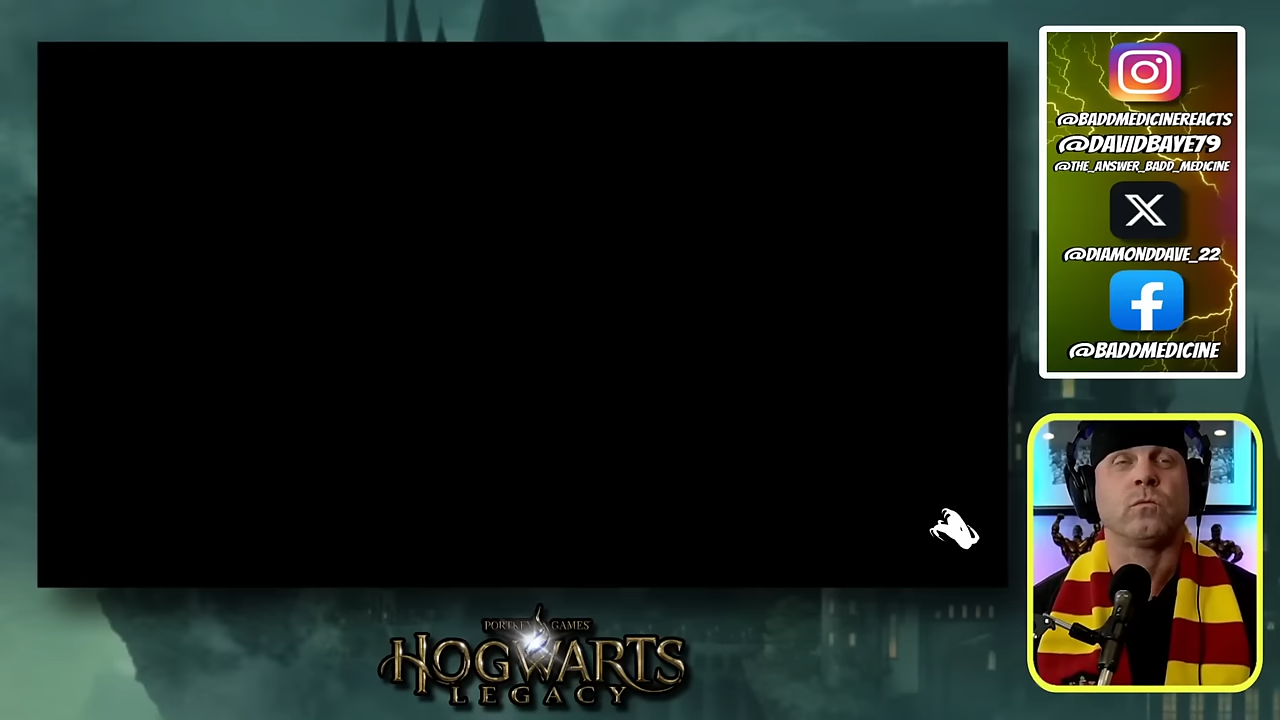 @BADDMEDICINEREACTS
@DAVIDBAYE79
@THE_ANSWER_BADD_MEDICINE
@DIAMONDDAVE_22
@BADDMEDICINE
PORTKEY GAMES
HOGWARTS
LEGACY